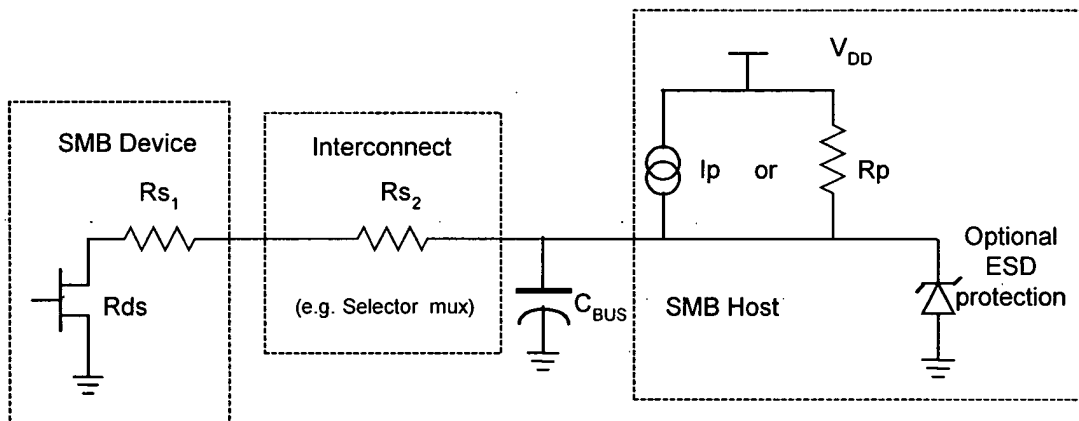 SMB Device
Rs1
Rds
Interconnect
Rs2
(e.g. Selector mux)
CBUS
VDD
Ip or Rp
SMB Host
Optional
ESD
protection